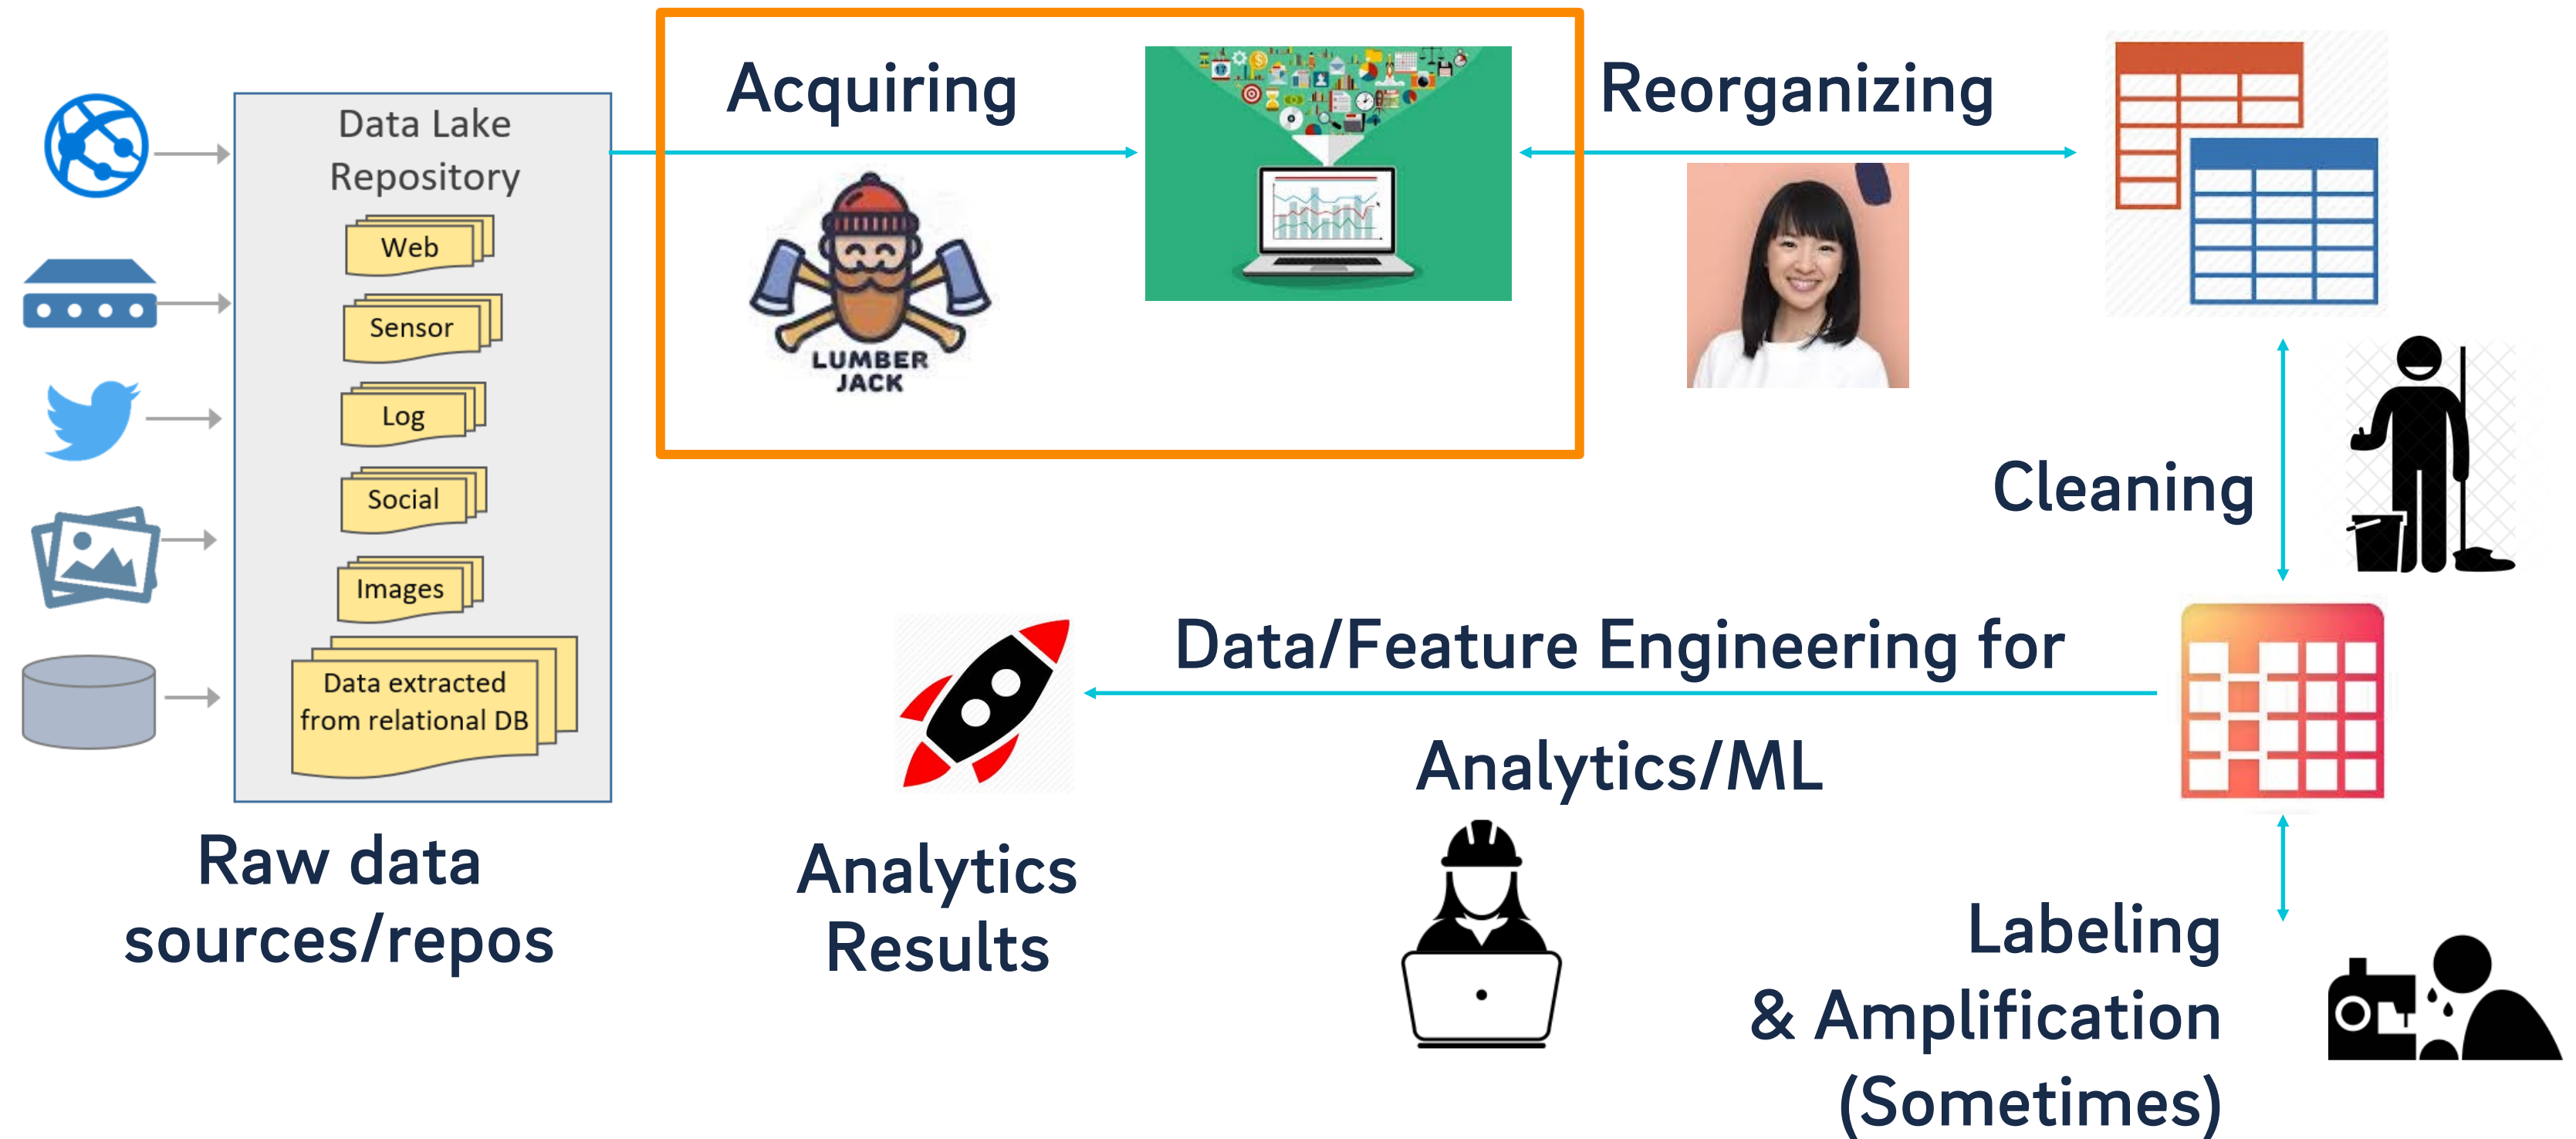 Data Lake
Repository
Web
Sensor
Log
Social
Images
Data extracted
from relational DB
Raw data
sources/repos
Acquiring
LUMBER
JACK
Reorganizing
Cleaning
Data/Feature Engineering for
Analytics/ML
Analytics
Results
Labeling
& Amplification
(Sometimes)